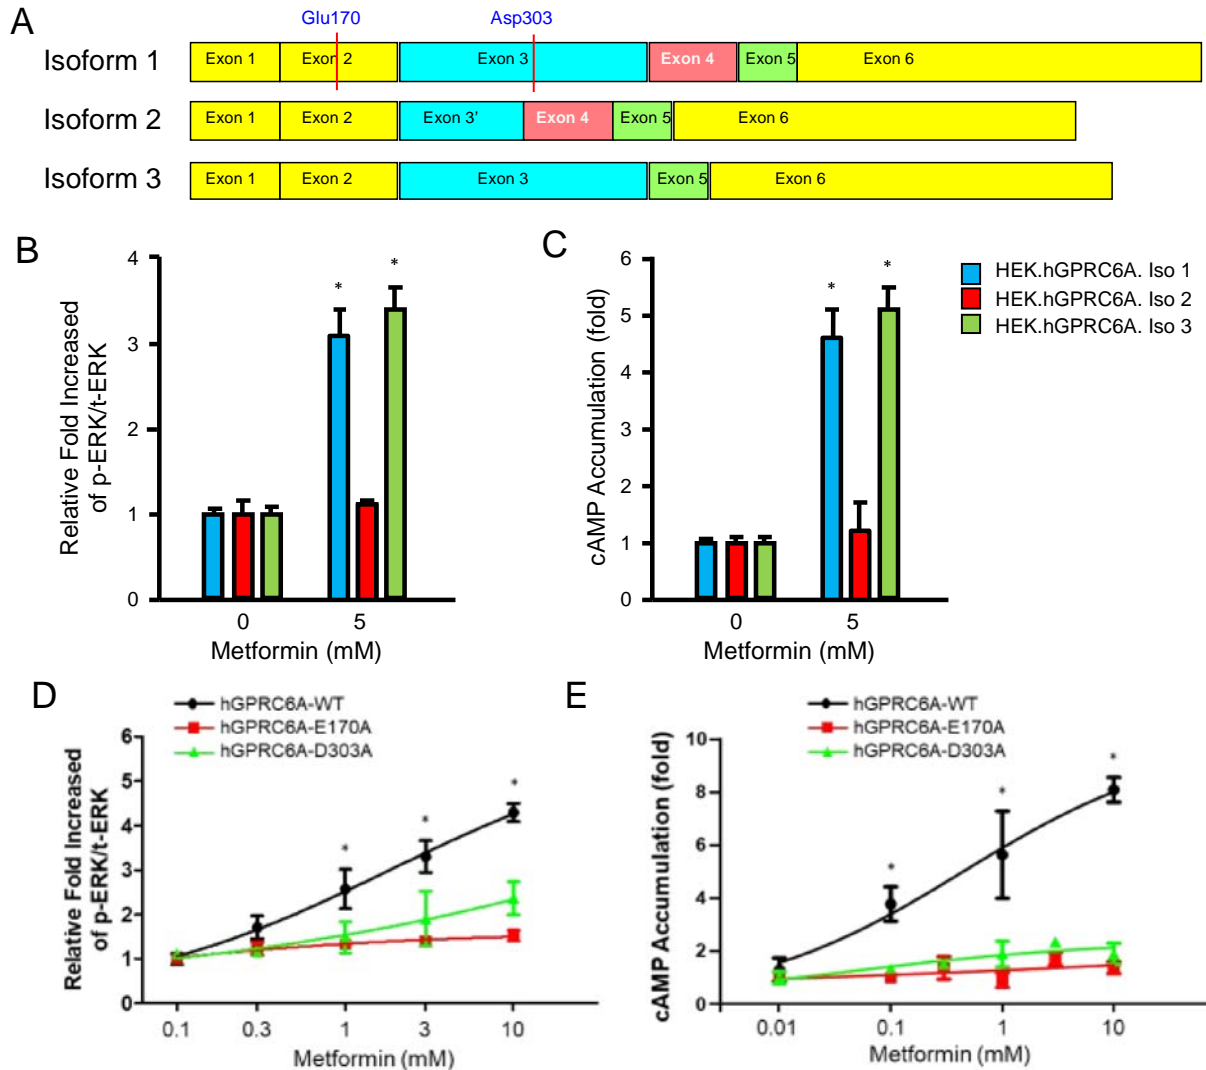 A
Glu170
Asp303
Isoform 1
Exon 1
Exon 2
Exon 3
Exon 4
Exon 5
Exon 6
Isoform 2
Exon 1
Exon 2
Exon 3'
Exon 4
Exon 5
Exon 6
Isoform 3
Exon 1
Exon 2
Exon 3
Exon 5
Exon 6
B
Relative Fold Increased
of p-ERK/t-ERK
4
3
2
1
0
*
*
0
5
Metformin (mM)
C
cAMP Accumulation (fold)
6
5
4
3
2
1
0
*
*
0
5
Metformin (mM)
HEK.hGPRC6A. Iso 1
HEK.hGPRC6A. Iso 2
HEK.hGPRC6A. Iso 3
D
hGPRC6A-WT
hGPRC6A-E170A
hGPRC6A-D303A
Relative Fold Increased
of p-ERK/t-ERK
6
5
4
3
2
1
0
*
*
*
0.1
0.3
1
3
10
Metformin (mM)
E
hGPRC6A-WT
hGPRC6A-E170A
hGPRC6A-D303A
cAMP Accumulation (fold)
10
8
6
4
2
0
*
*
*
0.01
0.1
1
10
Metformin (mM)